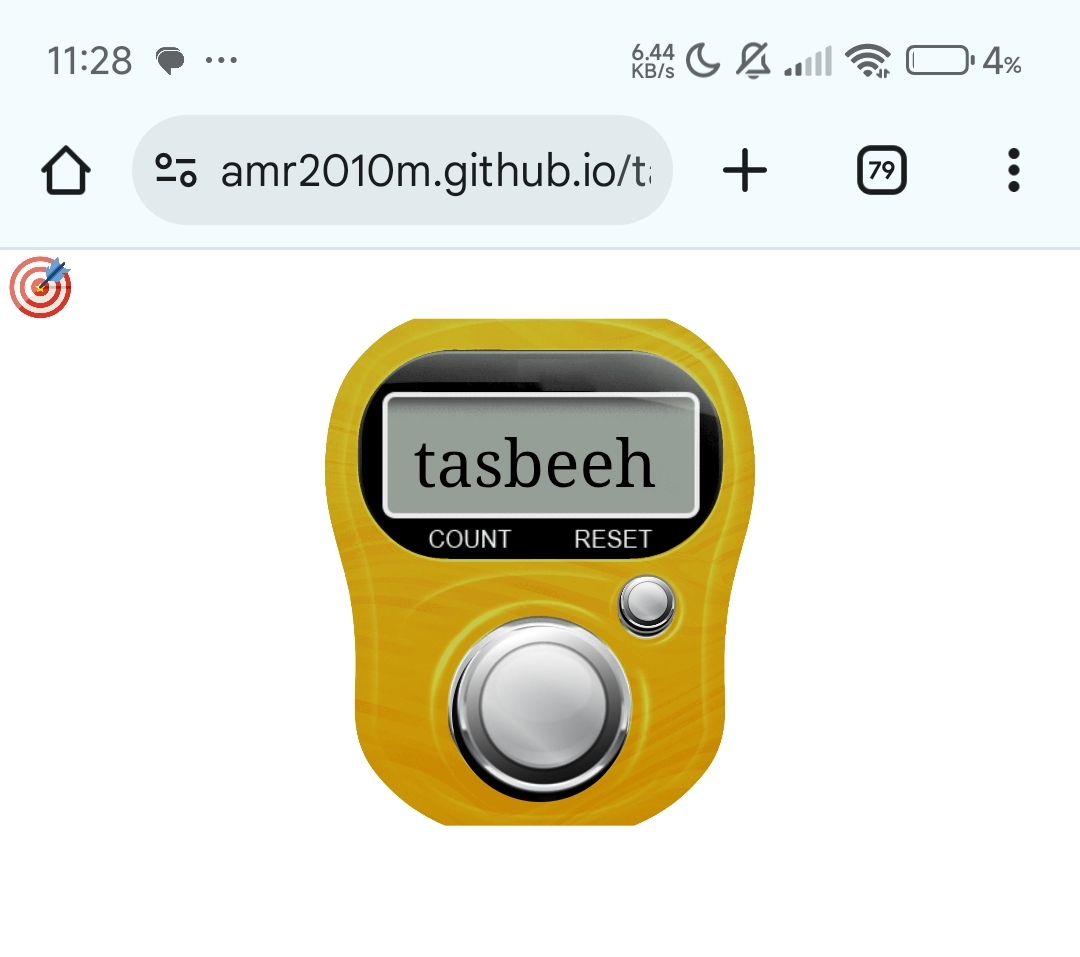 11:28
6.44 KB/s
4%
amr2010m.github.io/t
79
tasbeeh
COUNT RESET